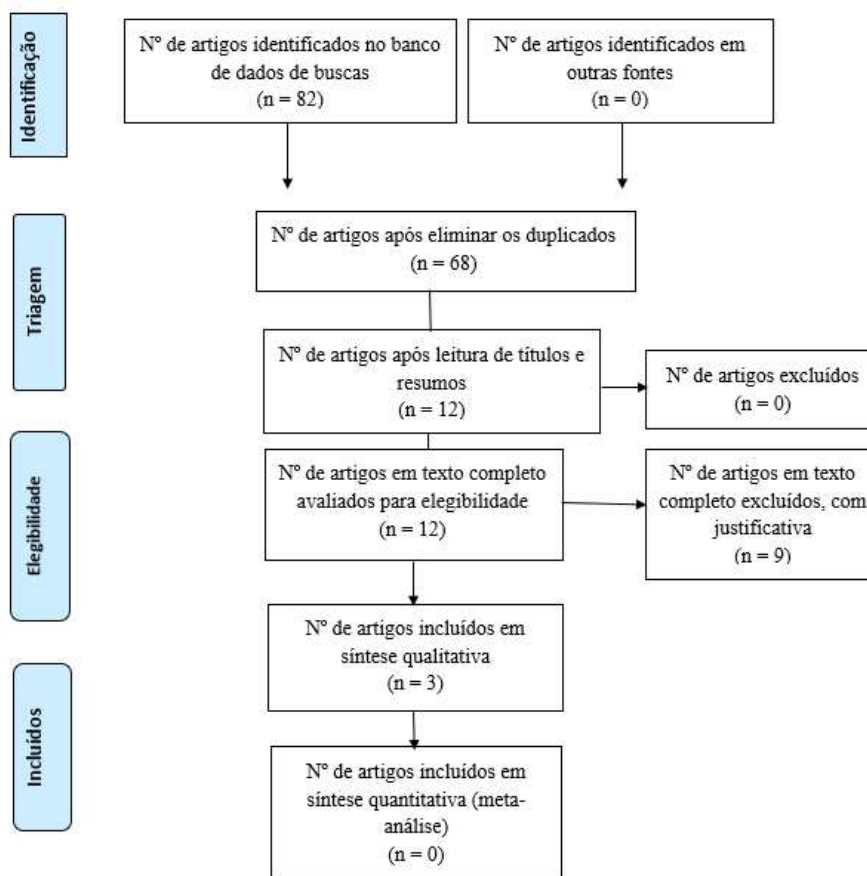 Identificação
Nº de artigos identificados no banco
de dados de buscas
(n = 82)
Nº de artigos identificados em
outras fontes
(n = 0)
Triagem
Nº de artigos após eliminar os duplicados
(n = 68)
Nº de artigos após leitura de títulos e
resumos
(n = 12)
Nº de artigos excluídos
(n = 0)
Elegibilidade
Nº de artigos em texto completo
avaliados para elegibilidade
(n = 12)
Nº de artigos em texto
completo excluídos, com
justificativa
(n = 9)
Nº de artigos incluídos em
síntese qualitativa
(n = 3)
Incluídos
Nº de artigos incluídos em
síntese quantitativa (meta-
análise)
(n = 0)